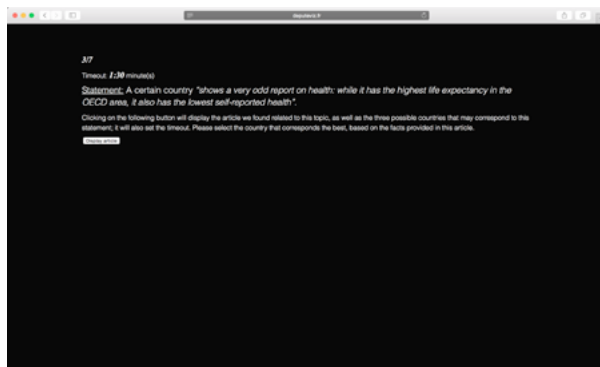 deputeviz.fr
3/7
Timeout: 1:30 minute(s)
Statement: A certain country "shows a very odd report on health: while it has the highest life expectancy in the
OECD area, it also has the lowest self-reported health".
Clicking on the following button will display the article we found related to this topic, as well as the three possible countries that may correspond to this
statement; it will also set the timeout. Please select the country that corresponds the best, based on the facts provided in this article.
Display article